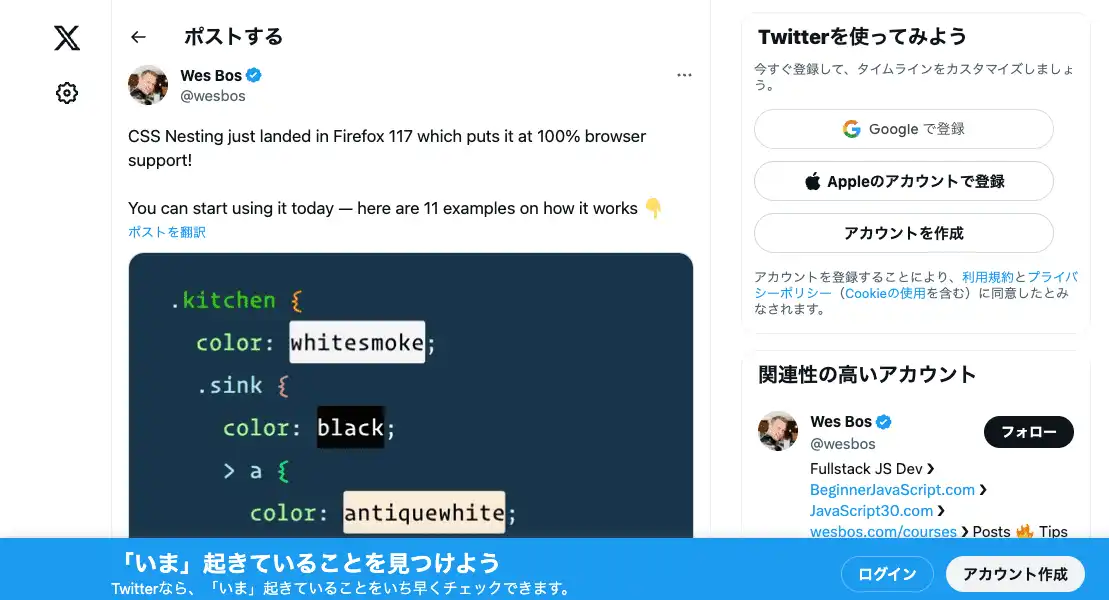 ポストする
Wes Bos
@wesbos
CSS Nesting just landed in Firefox 117 which puts it at 100% browser
support!
You can start using it today — here are 11 examples on how it works 👇
ポストを翻訳
.kitchen {
color: whitesmoke;
.sink {
color: black;
> a {
color: antiquewhite;
Twitterを使ってみよう
今すぐ登録して、タイムラインをカスタマイズしましょ
う。
Google で登録
Appleのアカウントで登録
アカウントを作成
アカウントを登録することにより、利用規約とプライバ
シーポリシー（Cookieの使用を含む）に同意したとみ
なされます。
関連性の高いアカウント
Wes Bos
@wesbos
フォロー
Fullstack JS Dev ❯
BeginnerJavaScript.com ❯
JavaScript30.com ❯
wesbos.com/courses ❯ Posts 🔥 Tips
「いま」起きていることを見つけよう
Twitterなら、「いま」起きていることをいち早くチェックできます。
ログイン
アカウント作成